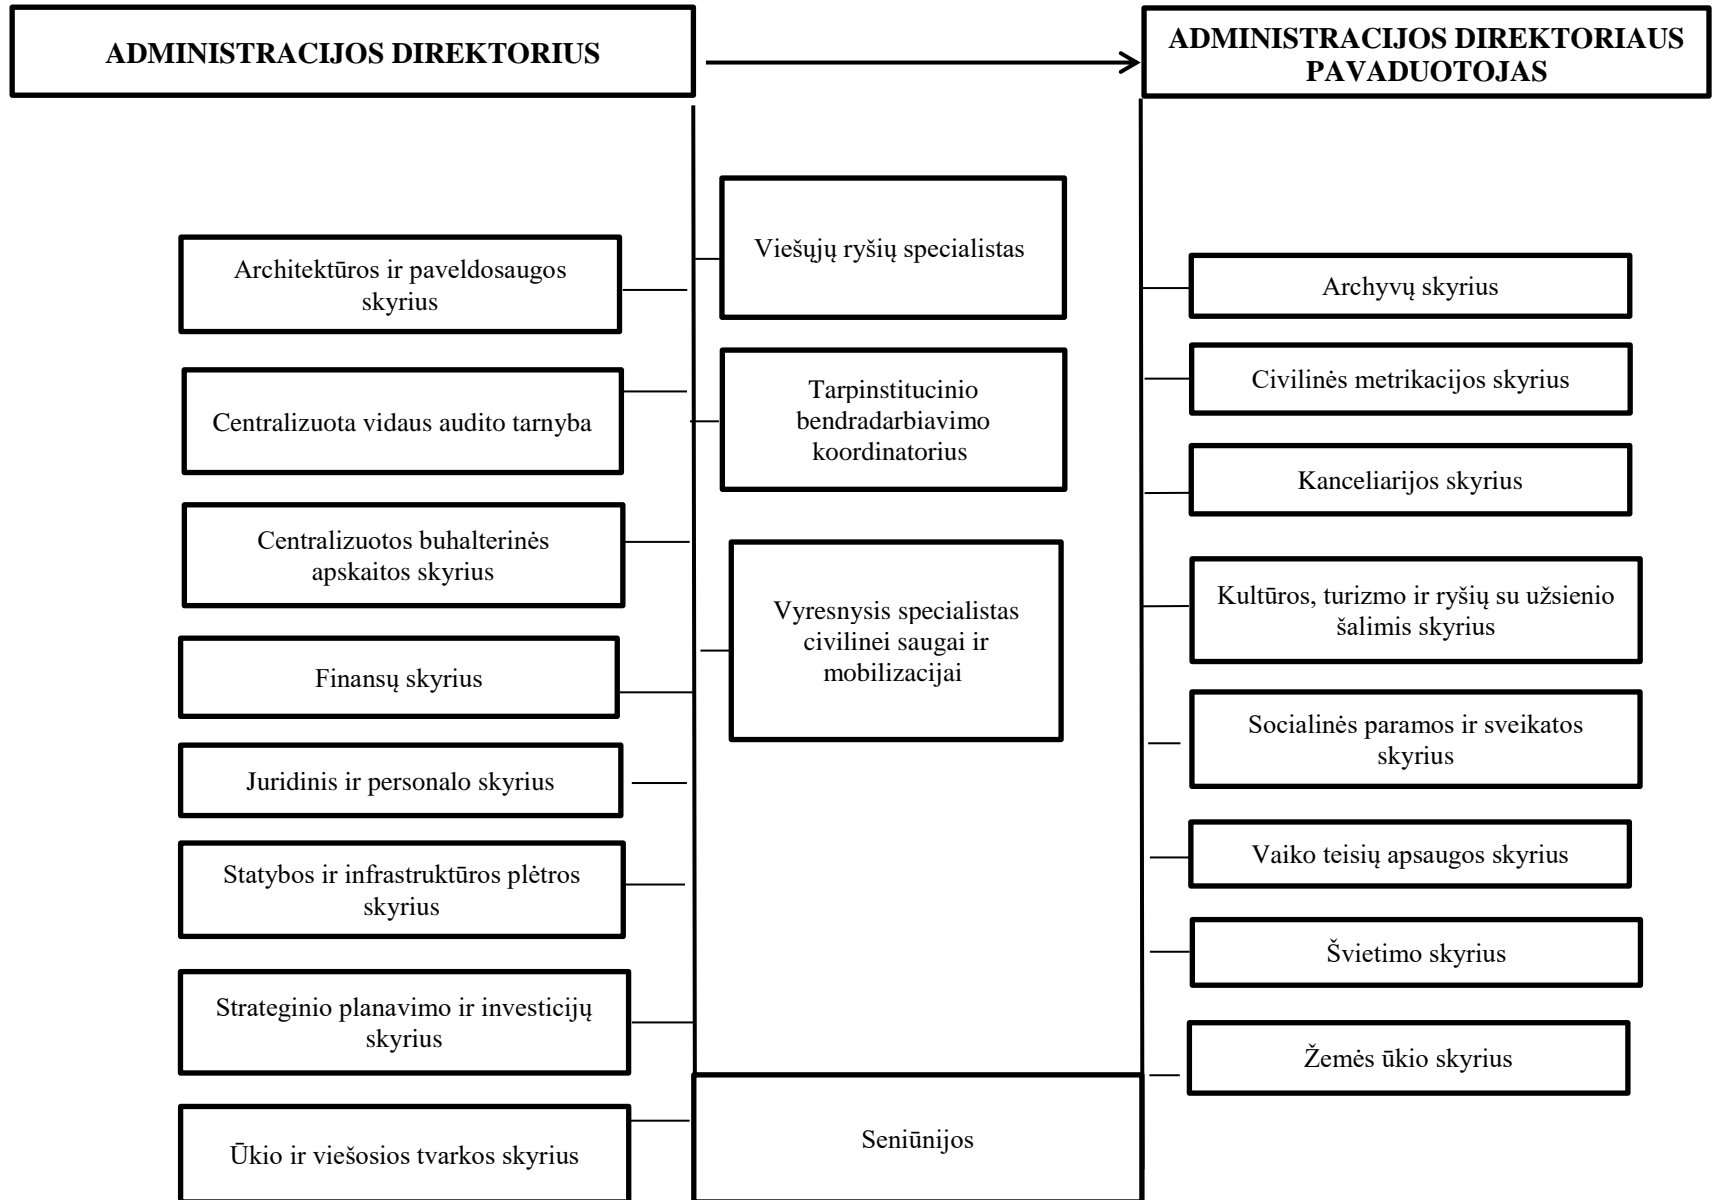 ADMINISTRACIJOS DIREKTORIUS
ADMINISTRACIJOS DIREKTORIAUS
PAVADUOTOJAS
Architektūros ir paveldosaugos
skyrius
Centralizuota vidaus audito tarnyba
Centralizuotos buhalterinės
apskaitos skyrius
Finansų skyrius
Juridinis ir personalo skyrius
Statybos ir infrastruktūros plėtros
skyrius
Strateginio planavimo ir investicijų
skyrius
Ūkio ir viešosios tvarkos skyrius
Viešųjų ryšių specialistas
Tarpinstitucinio
bendradarbiavimo
koordinatorius
Vyresnysis specialistas
civilinei saugai ir
mobilizacijai
Seniūnijos
Archyvų skyrius
Civilinės metrikacijos skyrius
Kanceliarijos skyrius
Kultūros, turizmo ir ryšių su užsienio
šalimis skyrius
Socialinės paramos ir sveikatos
skyrius
Vaiko teisių apsaugos skyrius
Švietimo skyrius
Žemės ūkio skyrius